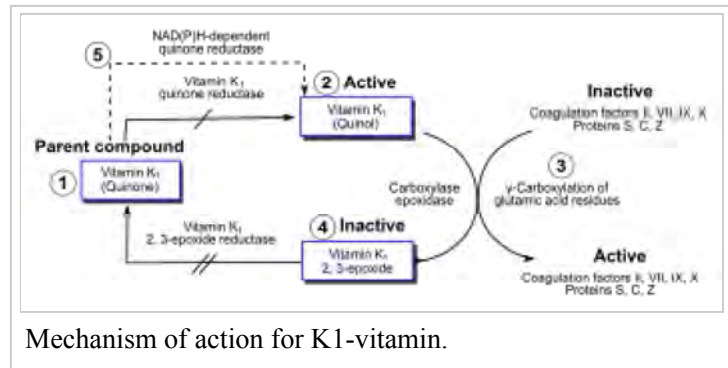 NAD(P)H-dependent
quinone reductase
5
Vitamin K₁
quinone reductase
2 Active
Vitamin K₁
(Quinol)
Inactive
Coagulation factors II, VII, IX, X
Proteins S, C, Z
Parent compound
1
Vitamin K₁
(Quinone)
Carboxylase
epoxidase
3
γ-Carboxylation of
glutamic acid residues
Vitamin K₁
2, 3-epoxide reductase
4 Inactive
Vitamin K₁
2, 3-epoxide
Active
Coagulation factors II, VII, IX, X
Proteins S, C, Z
Mechanism of action for K1-vitamin.